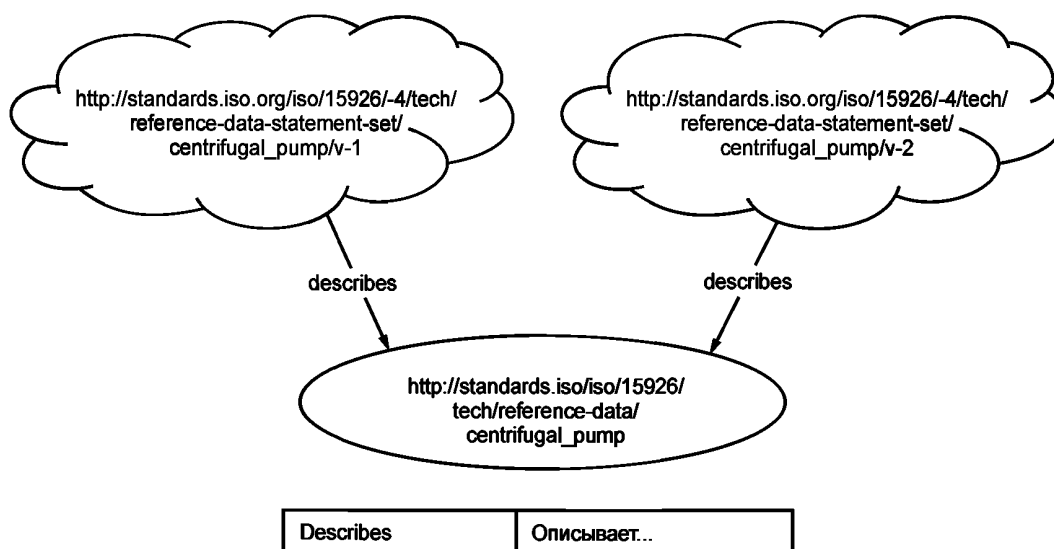 http://standards.iso.org/iso/15926/-4/tech/
reference-data-statement-set/
centrifugal_pump/v-1
http://standards.iso.org/iso/15926/-4/tech/
reference-data-statement-set/
centrifugal_pump/v-2
describes
describes
http://standards.iso/iso/15926/
tech/reference-data/
centrifugal_pump
Describes Описывает...